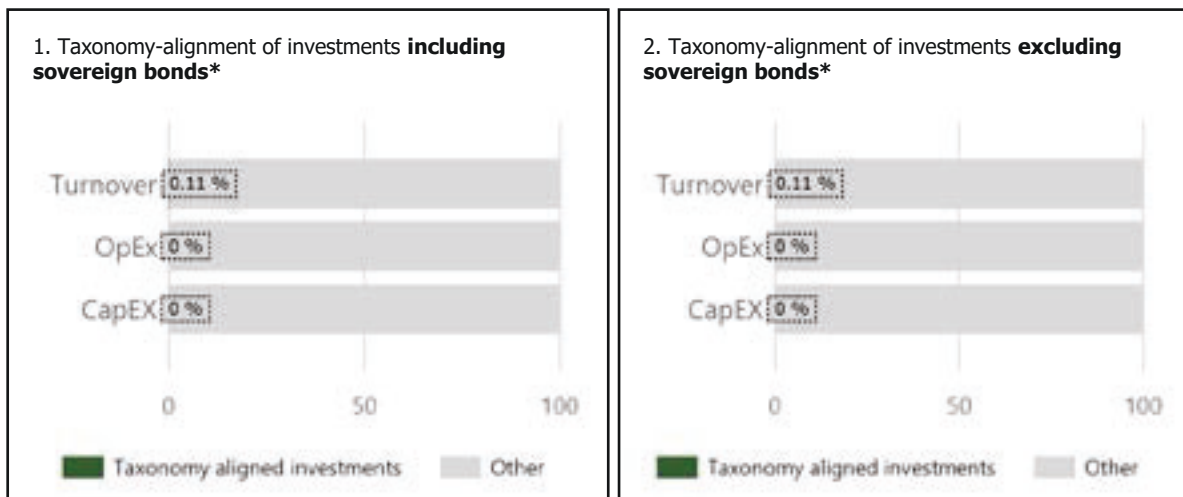 1. Taxonomy-alignment of investments including
sovereign bonds*
Turnover 0.11 %
OpEx 0 %
CapEX 0 %
0 50 100
Taxonomy aligned investments Other
2. Taxonomy-alignment of investments excluding
sovereign bonds*
Turnover 0.11 %
OpEx 0 %
CapEX 0 %
0 50 100
Taxonomy aligned investments Other